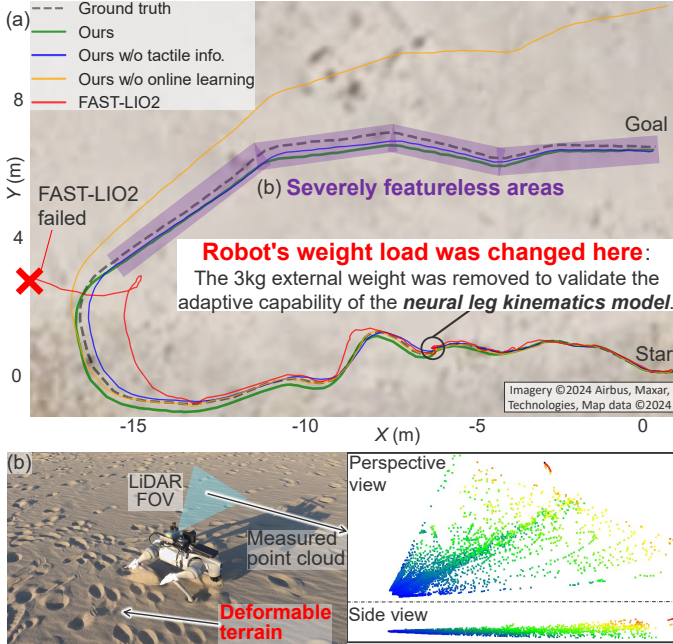 (a)
Ground truth
Ours
Ours w/o tactile info.
Ours w/o online learning
FAST-LIO2
8
4
0
Y (m)
Goal
(b) Severely featureless areas
FAST-LIO2
failed
Robot's weight load was changed here:
The 3kg external weight was removed to validate the
adaptive capability of the neural leg kinematics model.
Star
Imagery ©2024 Airbus, Maxar,
Technologies, Map data ©2024
-15
-10
-5
0
X (m)
(b)
LiDAR
FOV
Measured
point cloud
Deformable
terrain
Perspective
view
Side view